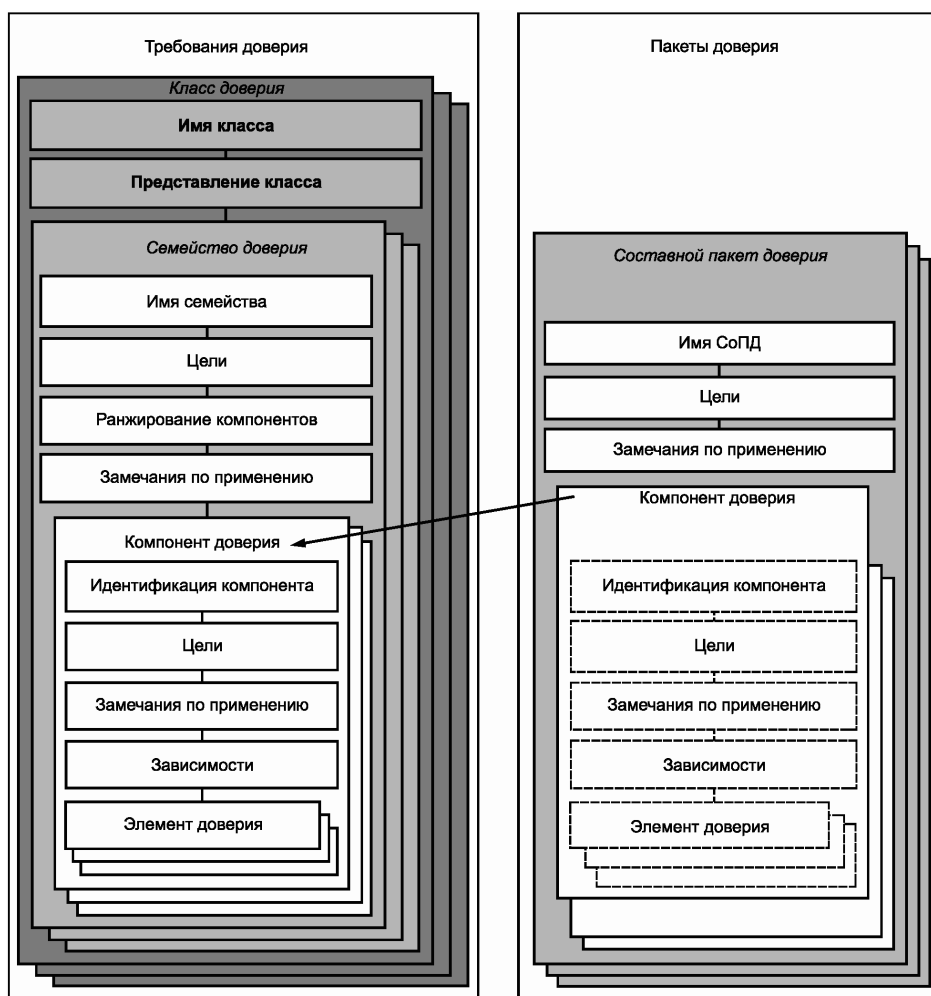 Требования доверия
Класс доверия
Имя класса
Представление класса
Семейство доверия
Имя семейства
Цели
Ранжирование компонентов
Замечания по применению
Компонент доверия
Идентификация компонента
Цели
Замечания по применению
Зависимости
Элемент доверия
Пакеты доверия
Составной пакет доверия
Имя СоПД
Цели
Замечания по применению
Компонент доверия
Идентификация компонента
Цели
Замечания по применению
Зависимости
Элемент доверия